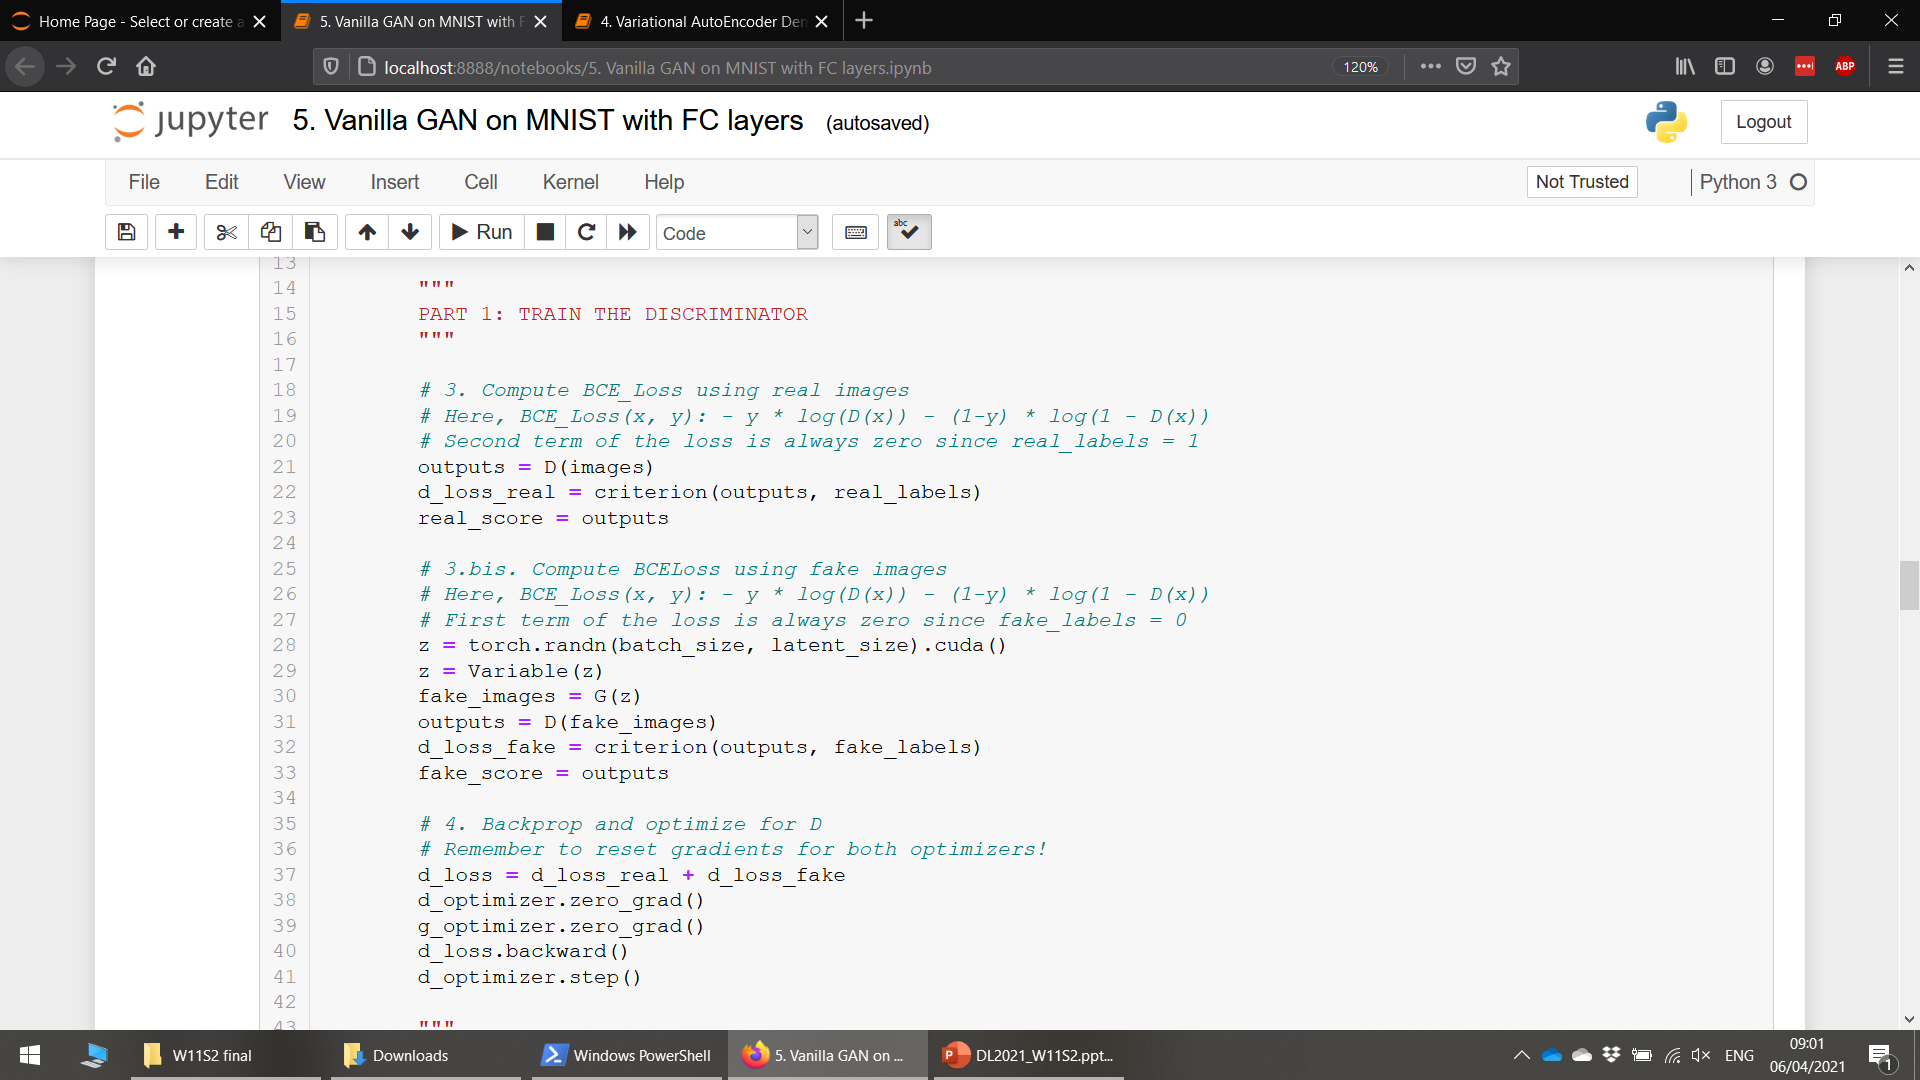 Home Page - Select or create a
5. Vanilla GAN on MNIST with F
4. Variational AutoEncoder Dem
localhost:8888/notebooks/5. Vanilla GAN on MNIST with FC layers.ipynb
120%
ABP
jupyter
5. Vanilla GAN on MNIST with FC layers (autosaved)
Logout
File Edit View Insert Cell Kernel Help
Not Trusted
Python 3
Run
Code
abc
13
14 """
15 PART 1: TRAIN THE DISCRIMINATOR
16 """
17
18 # 3. Compute BCE_Loss using real images
19 # Here, BCE_Loss(x, y): - y * log(D(x)) - (1-y) * log(1 - D(x))
20 # Second term of the loss is always zero since real_labels = 1
21 outputs = D(images)
22 d_loss_real = criterion(outputs, real_labels)
23 real_score = outputs
24
25 # 3.bis. Compute BCELoss using fake images
26 # Here, BCE_Loss(x, y): - y * log(D(x)) - (1-y) * log(1 - D(x))
27 # First term of the loss is always zero since fake_labels = 0
28 z = torch.randn(batch_size, latent_size).cuda()
29 z = Variable(z)
30 fake_images = G(z)
31 outputs = D(fake_images)
32 d_loss_fake = criterion(outputs, fake_labels)
33 fake_score = outputs
34
35 # 4. Backprop and optimize for D
36 # Remember to reset gradients for both optimizers!
37 d_loss = d_loss_real + d_loss_fake
38 d_optimizer.zero_grad()
39 g_optimizer.zero_grad()
40 d_loss.backward()
41 d_optimizer.step()
42
43 """
W11S2 final
Downloads
Windows PowerShell
5. Vanilla GAN on ...
DL2021_W11S2.ppt...
ENG
09:01
06/04/2021
1